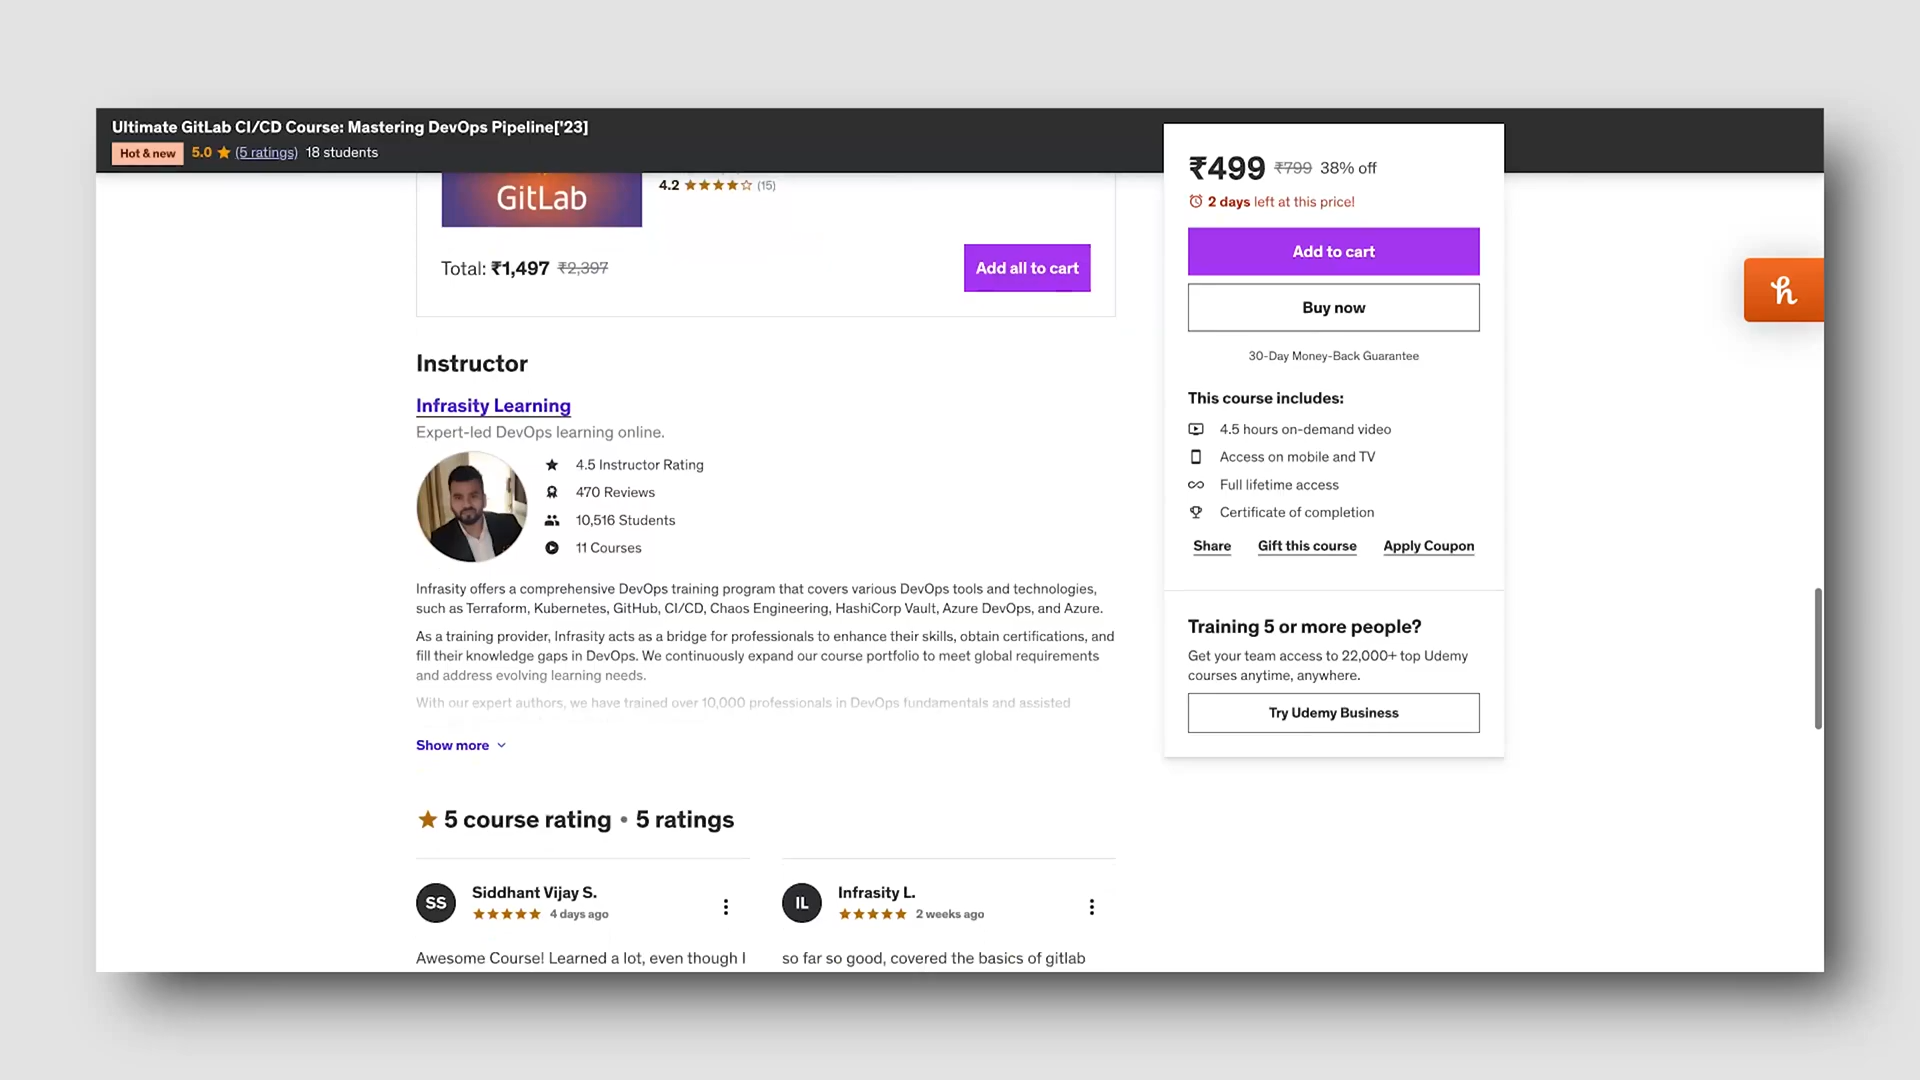 Ultimate GitLab CI/CD Course: Mastering DevOps Pipeline['23]
Hot & new 5.0 (5 ratings) 18 students
GitLab
4.2 (15)
Total: ₹1,497 ₹2,397
Add all to cart
Instructor
Infrasity Learning
Expert-led DevOps learning online.
4.5 Instructor Rating
470 Reviews
10,516 Students
11 Courses
Infrasity offers a comprehensive DevOps training program that covers various DevOps tools and technologies,
such as Terraform, Kubernetes, GitHub, CI/CD, Chaos Engineering, HashiCorp Vault, Azure DevOps, and Azure.
As a training provider, Infrasity acts as a bridge for professionals to enhance their skills, obtain certifications, and
fill their knowledge gaps in DevOps. We continuously expand our course portfolio to meet global requirements
and address evolving learning needs.
With our expert authors, we have trained over 10,000 professionals in DevOps fundamentals and assisted
Show more
5 course rating • 5 ratings
SS
Siddhant Vijay S.
4 days ago
Awesome Course! Learned a lot, even though I
IL
Infrasity L.
2 weeks ago
so far so good, covered the basics of gitlab
₹499 ₹799 38% off
2 days left at this price!
Add to cart
Buy now
30-Day Money-Back Guarantee
This course includes:
4.5 hours on-demand video
Access on mobile and TV
Full lifetime access
Certificate of completion
Share Gift this course Apply Coupon
Training 5 or more people?
Get your team access to 22,000+ top Udemy
courses anytime, anywhere.
Try Udemy Business
h